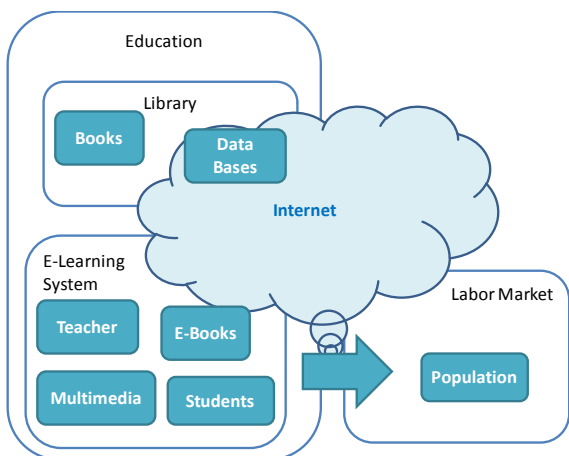 Education
Library
Books
Data
Bases
Internet
E-Learning
System
Teacher
E-Books
Multimedia
Students
Labor Market
Population